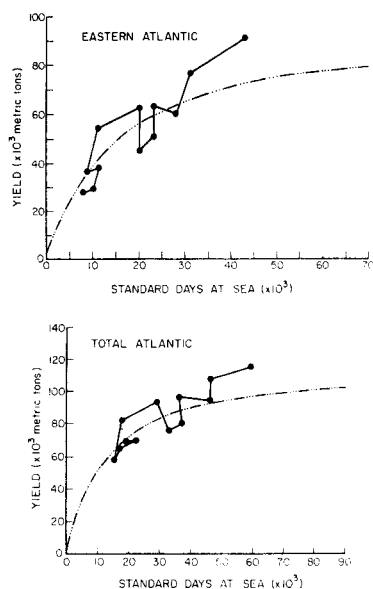 EASTERN ATLANTIC
YIELD (x10³ metric tons)
100
80
60
40
20
0
0 10 20 30 40 50 60 70
STANDARD DAYS AT SEA (x10³)
TOTAL ATLANTIC
YIELD (x10³ metric tons)
140
120
100
80
60
40
20
0
0 10 20 30 40 50 60 70 80 90
STANDARD DAYS AT SEA (x10³)